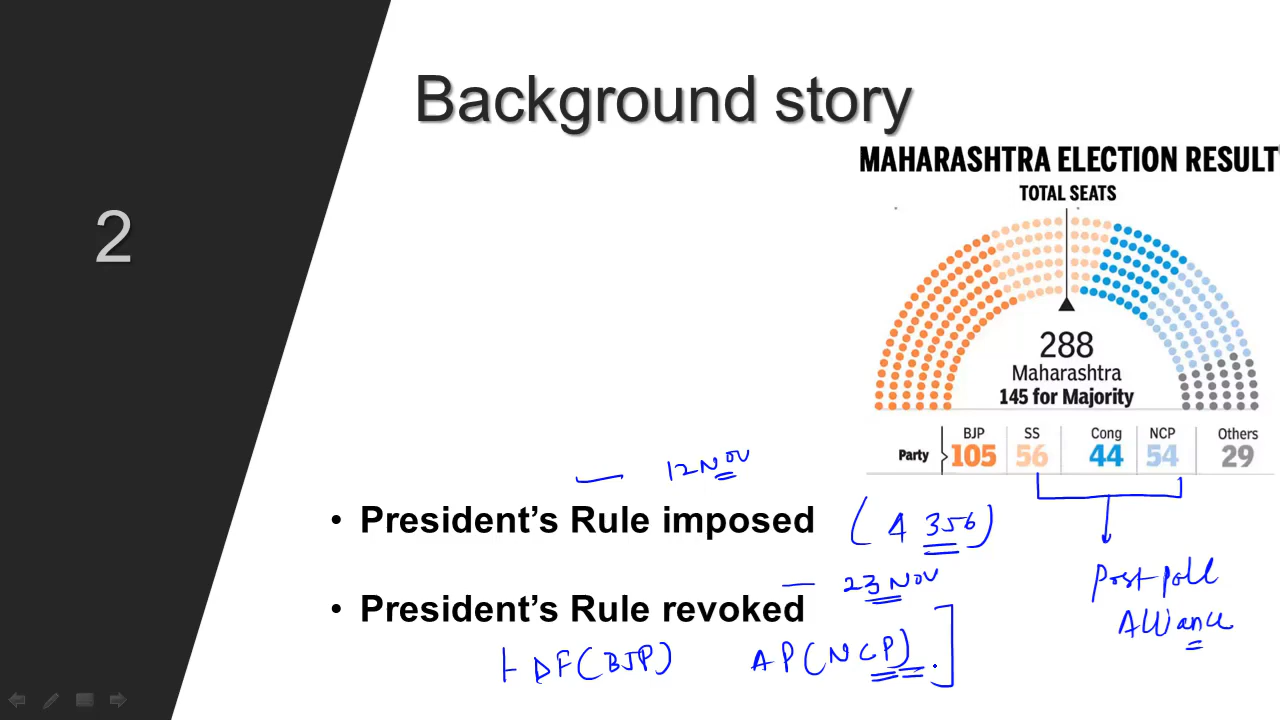 Background story
2
MAHARASHTRA ELECTION RESULT
TOTAL SEATS
288
Maharashtra
145 for Majority
Party BJP SS Cong NCP Others
105 56 44 54 29
12 Nov
• President's Rule imposed (A 356)
23 Nov
• President's Rule revoked
DF(BJP) AP(NCP)
Post poll
Alliance